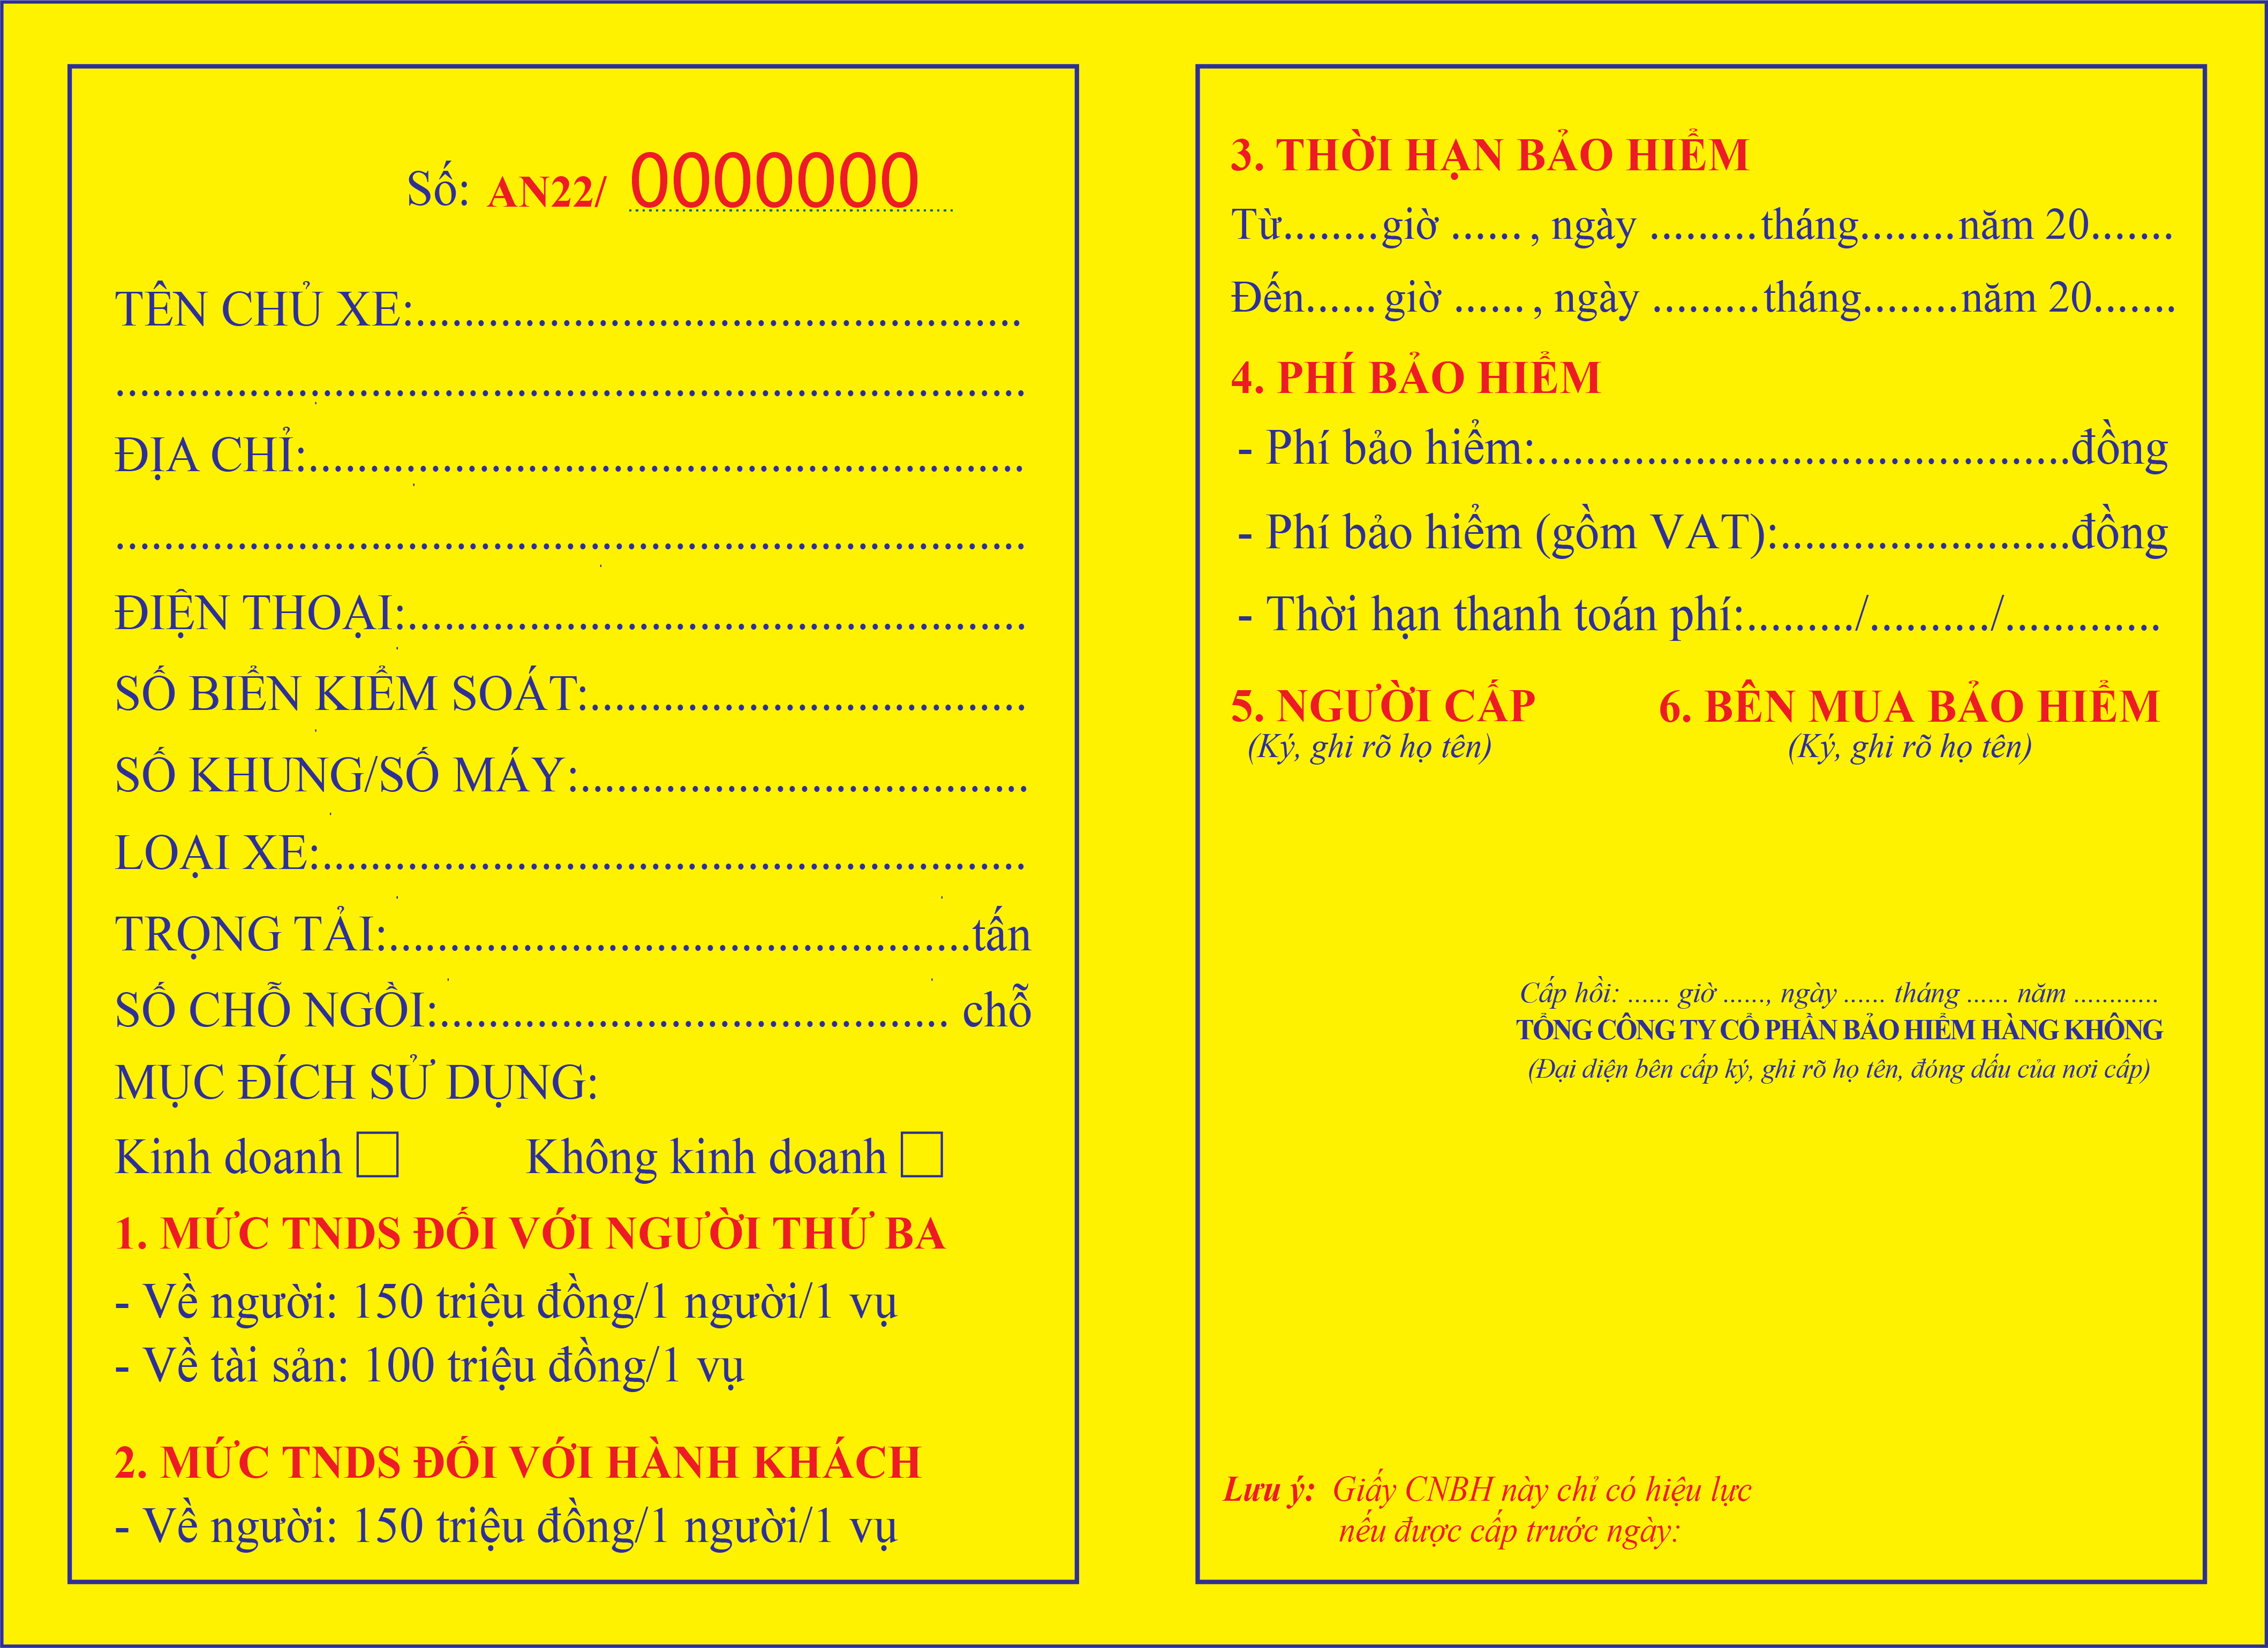 Số: AN22/ 0000000
TÊN CHỦ XE:..................................................
...........................................................................
ĐỊA CHỈ:...........................................................
...........................................................................
ĐIỆN THOẠI:...................................................
SỐ BIỂN KIỂM SOÁT:....................................
SỐ KHUNG/SỐ MÁY:.....................................
LOẠI XE:..........................................................
TRỌNG TẢI:................................................tấn
SỐ CHỖ NGỒI:.......................................... chỗ
MỤC ĐÍCH SỬ DỤNG:
Kinh doanh Không kinh doanh
1. MỨC TNDS ĐỐI VỚI NGƯỜI THỨ BA
- Về người: 150 triệu đồng/1 người/1 vụ
- Về tài sản: 100 triệu đồng/1 vụ
2. MỨC TNDS ĐỐI VỚI HÀNH KHÁCH
- Về người: 150 triệu đồng/1 người/1 vụ
3. THỜI HẠN BẢO HIỂM
Từ........giờ ......, ngày .........tháng........năm 20.......
Đến...... giờ ......, ngày .........tháng........năm 20.......
4. PHÍ BẢO HIỂM
- Phí bảo hiểm:............................................đồng
- Phí bảo hiểm (gồm VAT):........................đồng
- Thời hạn thanh toán phí:........./........../.............
5. NGƯỜI CẤP 6. BÊN MUA BẢO HIỂM
(Ký, ghi rõ họ tên) (Ký, ghi rõ họ tên)
Cấp hồi: ...... giờ ......, ngày ...... tháng ...... năm ............
TỔNG CÔNG TY CỔ PHẦN BẢO HIỂM HÀNG KHÔNG
(Đại diện bên cấp ký, ghi rõ họ tên, đóng dấu của nơi cấp)
Lưu ý: Giấy CNBH này chỉ có hiệu lực
nếu được cấp trước ngày: